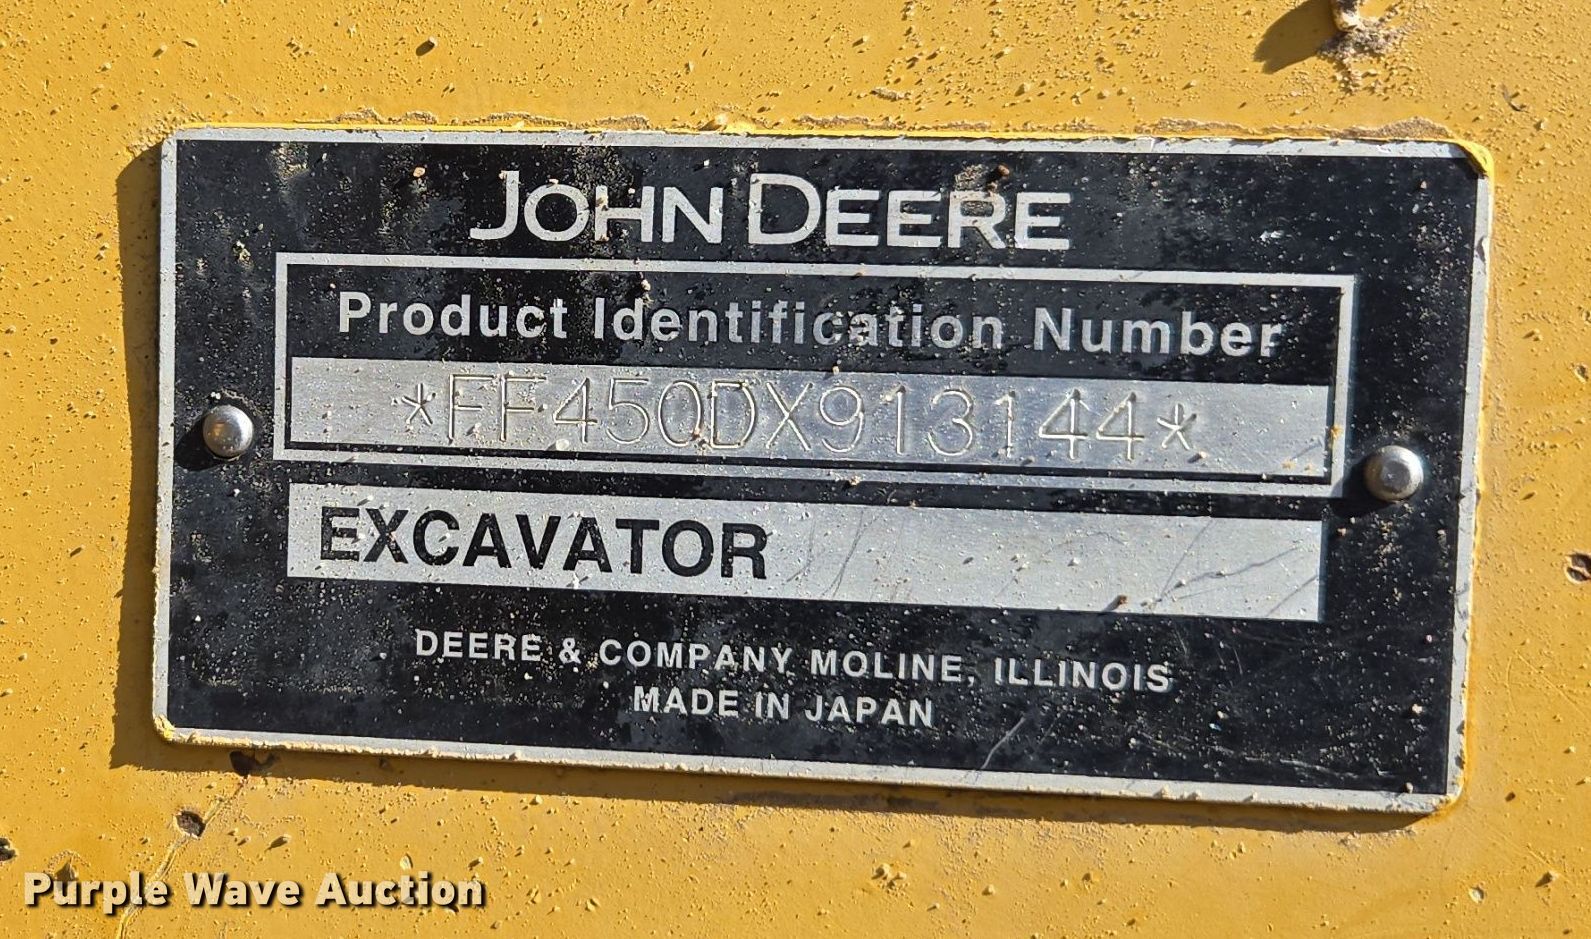 JOHN DEERE
Product Identification Number
*FF450DX913144*
EXCAVATOR
DEERE & COMPANY MOLINE, ILLINOIS
MADE IN JAPAN
Purple Wave Auction